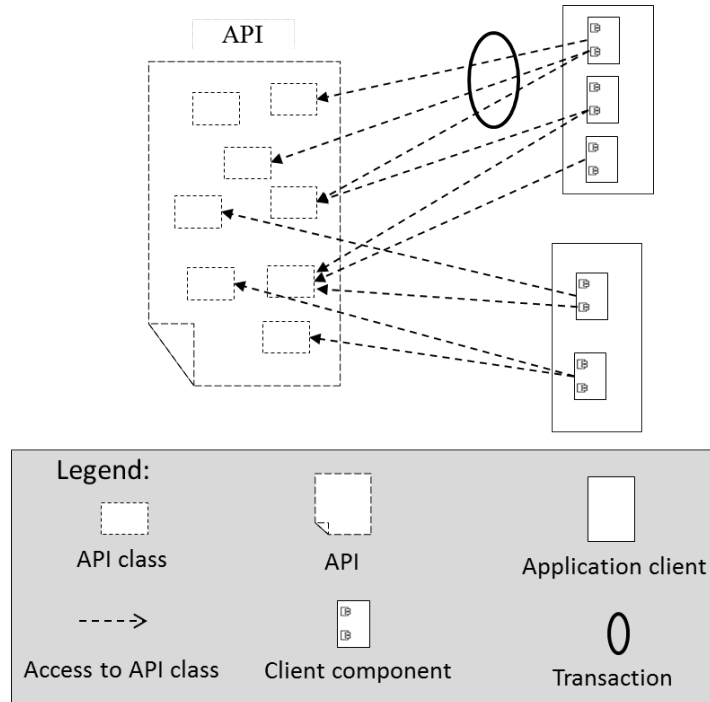 API
Legend:
API class
API
Application client
Access to API class
Client component
Transaction